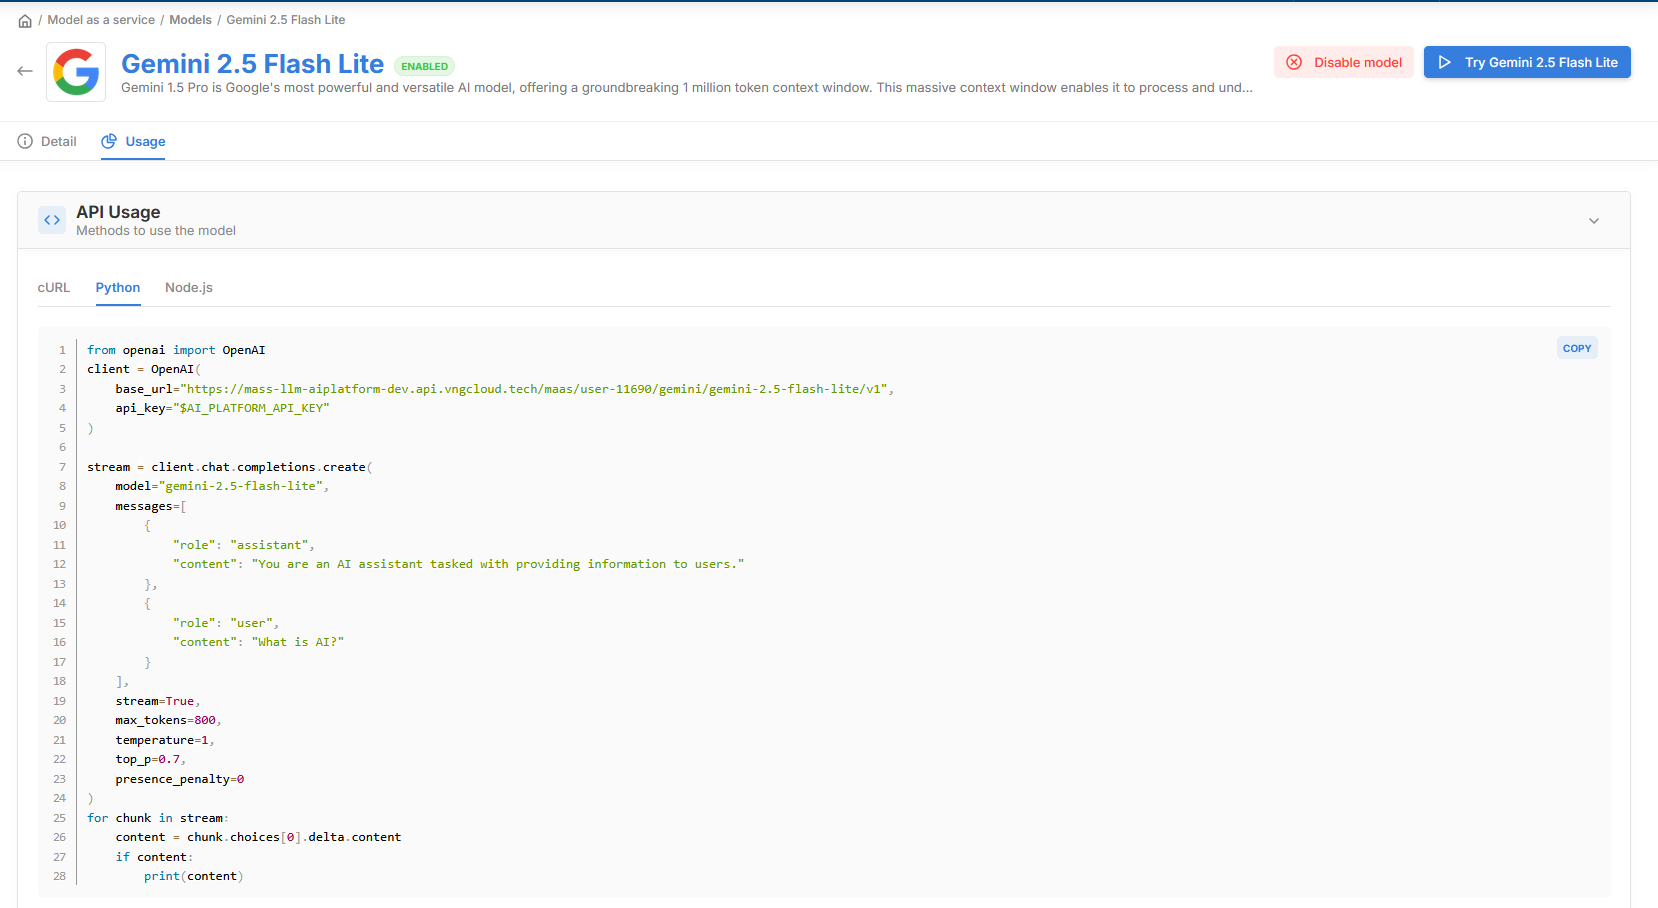 / Model as a service / Models / Gemini 2.5 Flash Lite
Gemini 2.5 Flash Lite ENABLED
Gemini 1.5 Pro is Google's most powerful and versatile AI model, offering a groundbreaking 1 million token context window. This massive context window enables it to process and und...
Disable model
Try Gemini 2.5 Flash Lite
Detail
Usage
API Usage
Methods to use the model
cURL
Python
Node.js
COPY
1 from openai import OpenAI
2 client = OpenAI(
3     base_url="https://mass-llm-aiplatform-dev.api.vngcloud.tech/maas/user-11690/gemini/gemini-2.5-flash-lite/v1",
4     api_key="$AI_PLATFORM_API_KEY"
5 )
6
7 stream = client.chat.completions.create(
8     model="gemini-2.5-flash-lite",
9     messages=[
10         {
11             "role": "assistant",
12             "content": "You are an AI assistant tasked with providing information to users."
13         },
14         {
15             "role": "user",
16             "content": "What is AI?"
17         }
18     ],
19     stream=True,
20     max_tokens=800,
21     temperature=1,
22     top_p=0.7,
23     presence_penalty=0
24 )
25 for chunk in stream:
26     content = chunk.choices[0].delta.content
27     if content:
28         print(content)